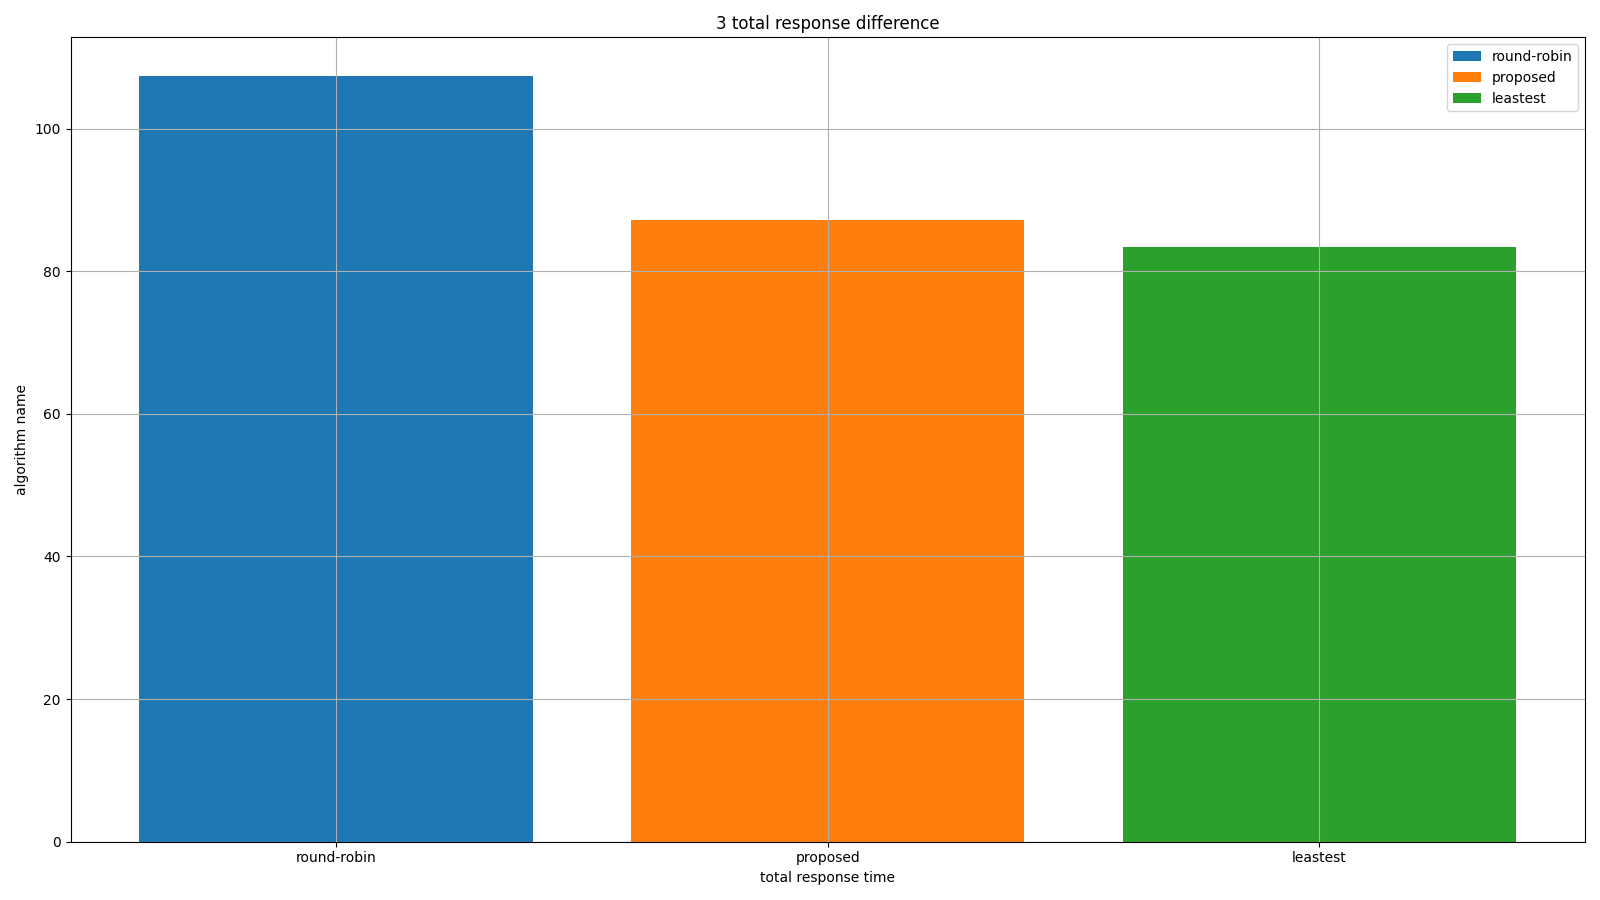 3 total response difference
round-robin
proposed
leastest
algorithm name
100
80
60
40
20
0
round-robin
proposed
leastest
total response time